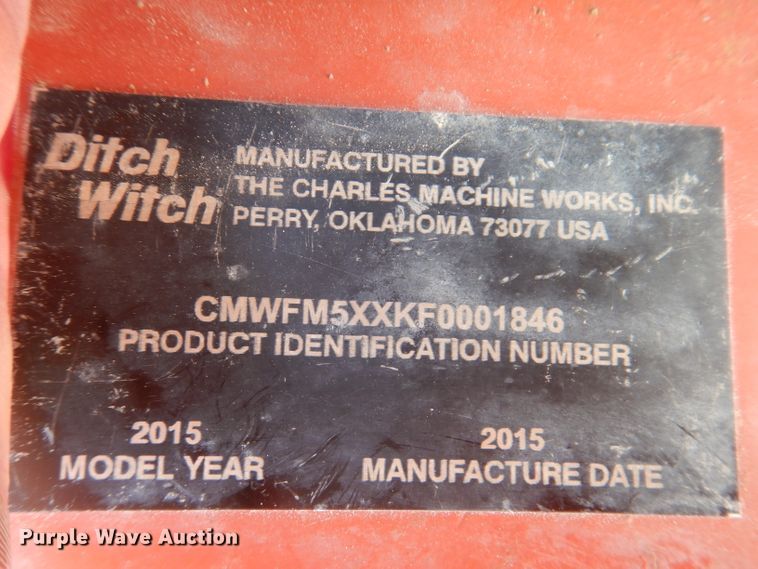 Ditch
Witch
MANUFACTURED BY
THE CHARLES MACHINE WORKS, INC.
PERRY, OKLAHOMA 73077 USA
CMWFM5XXKF0001846
PRODUCT IDENTIFICATION NUMBER
2015
MODEL YEAR
2015
MANUFACTURE DATE
Purple Wave Auction